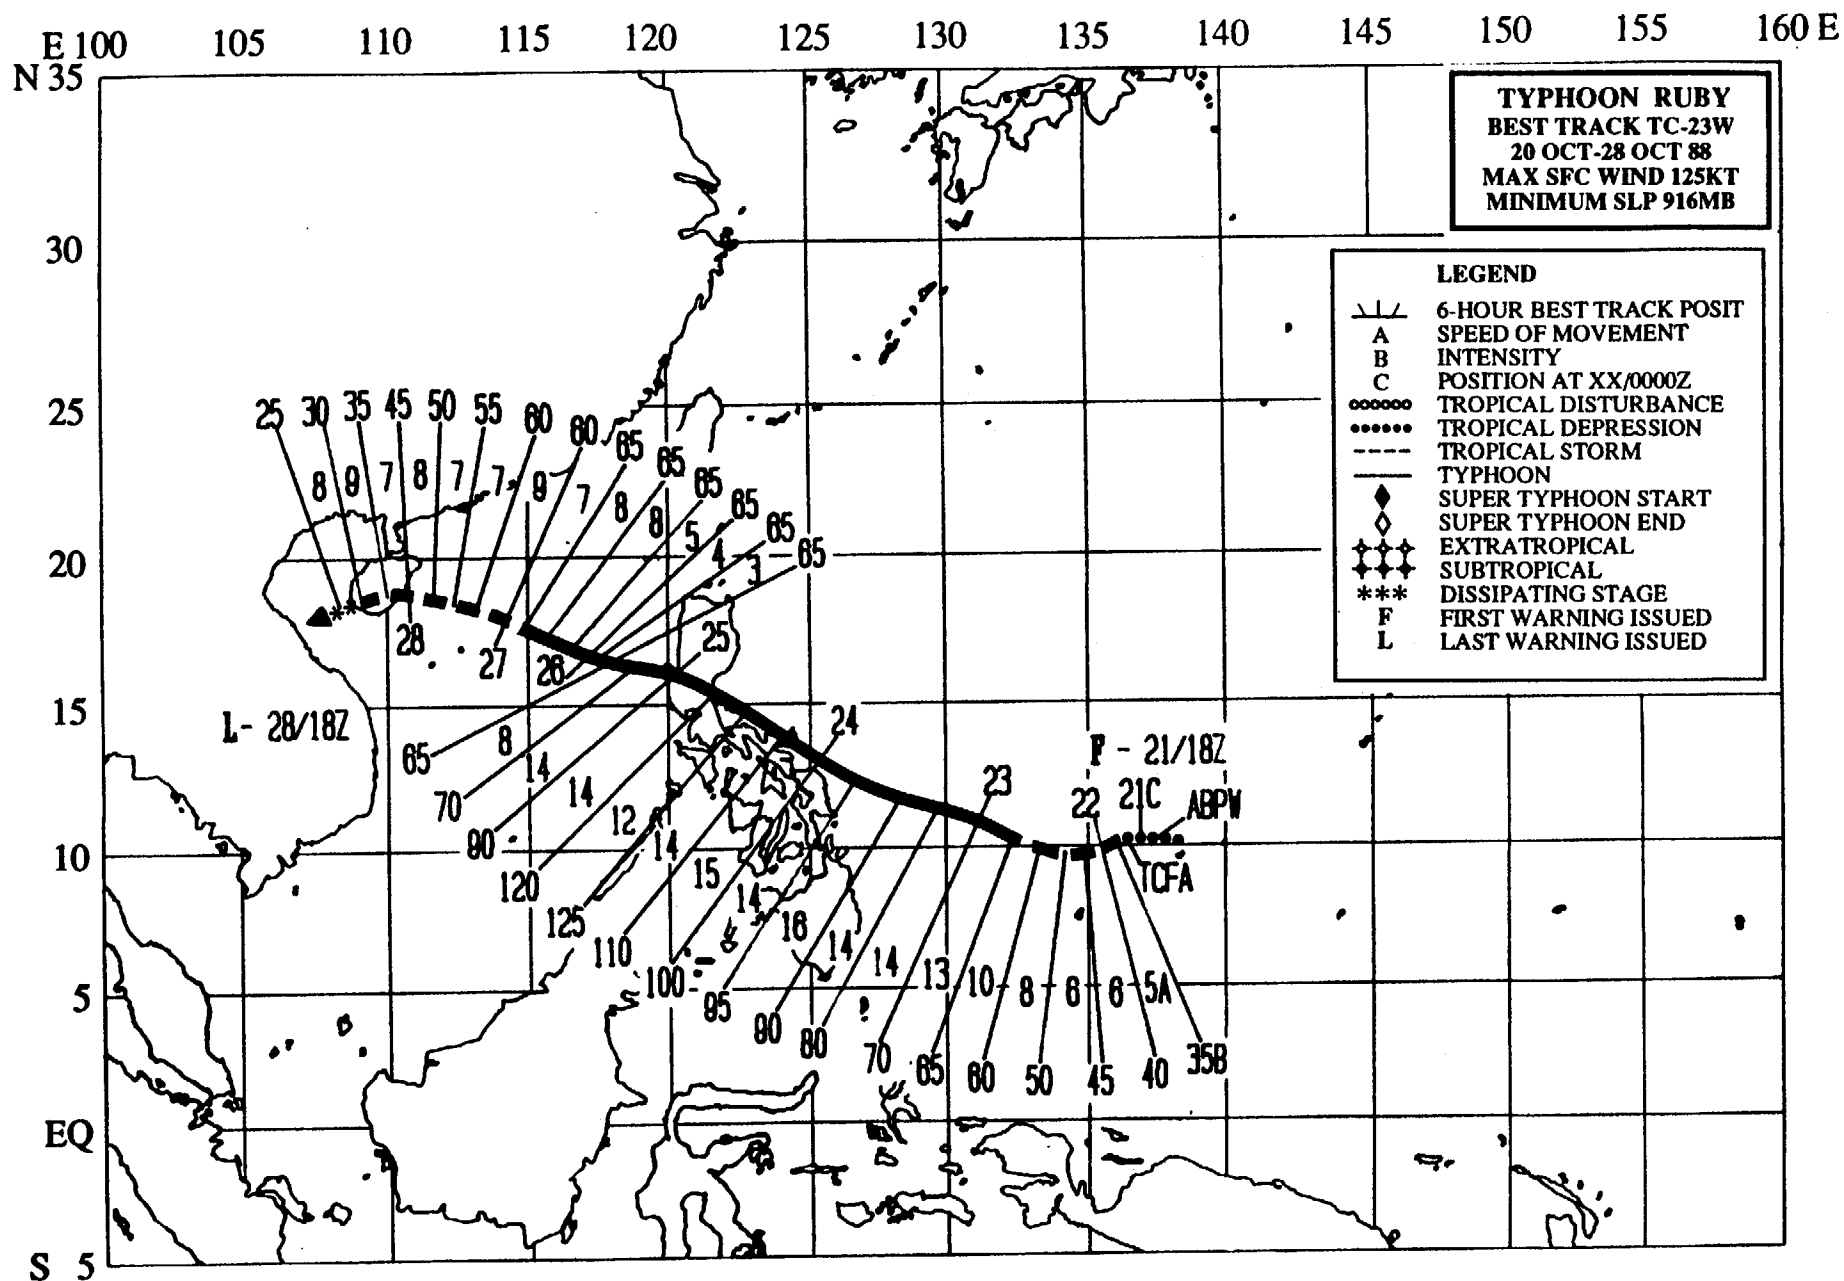 E 100 105 110 115 120 125 130 135 140 145 150 155 160 E
N 35
TYPHOON RUBY
BEST TRACK TC-23W
20 OCT-28 OCT 88
MAX SFC WIND 125KT
MINIMUM SLP 916MB
30
LEGEND
6-HOUR BEST TRACK POSIT
A SPEED OF MOVEMENT
B INTENSITY
C POSITION AT XX/0000Z
TROPICAL DISTURBANCE
TROPICAL DEPRESSION
TROPICAL STORM
TYPHOON
SUPER TYPHOON START
SUPER TYPHOON END
EXTRATROPICAL
SUBTROPICAL
*** DISSIPATING STAGE
F FIRST WARNING ISSUED
L LAST WARNING ISSUED
25
25 30 35 45 50 55 60 60 65 65 65 65 65 65
8 9 7 8 7 7 9 7 8 8 5 4 3
20
28 27 26 25
15
L - 28/18Z
24
F - 21/18Z
23 22 21C ABPW
TCFA
65 8
70 14
90 14
12
14
10
120 15
125 14
110 16
100 14
95 14 13 10 8 6 6 5A
5
90 80 70 65 60 50 45 40 35B
EQ
S 5